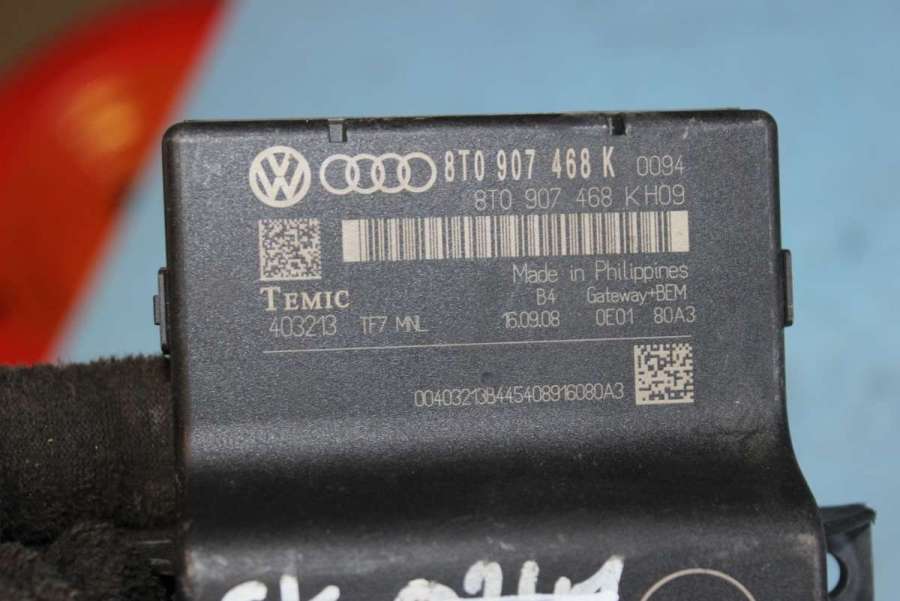 8T0 907 468 K 0094
8T0 907 468 K H09
Made in Philippines
TEMIC B4 Gateway+BEM
403213 TF7 MNL 16.09.08 0E01 80A3
00403213B445408916080A3